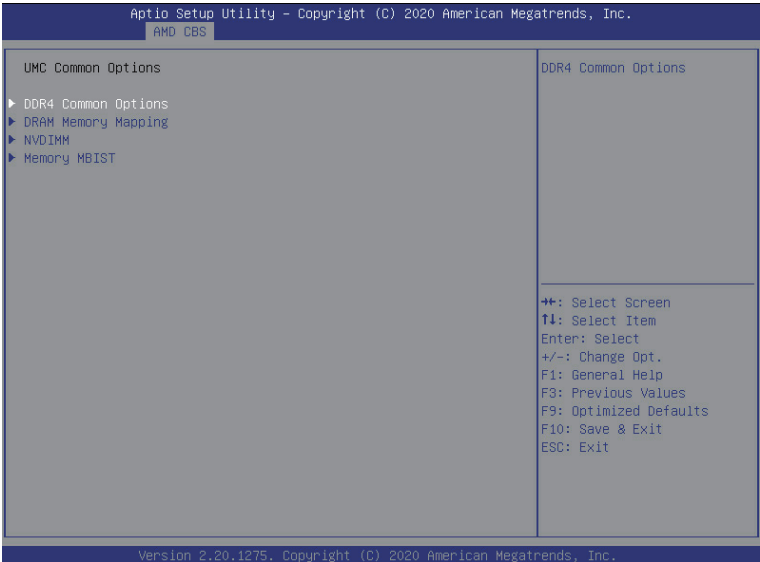 Aptio Setup Utility – Copyright (C) 2020 American Megatrends, Inc.
AMD CBS
UMC Common Options
▶ DDR4 Common Options
▶ DRAM Memory Mapping
▶ NVDIMM
▶ Memory MBIST
DDR4 Common Options
→←: Select Screen
↑↓: Select Item
Enter: Select
+/-: Change Opt.
F1: General Help
F3: Previous Values
F9: Optimized Defaults
F10: Save & Exit
ESC: Exit
Version 2.20.1275. Copyright (C) 2020 American Megatrends, Inc.